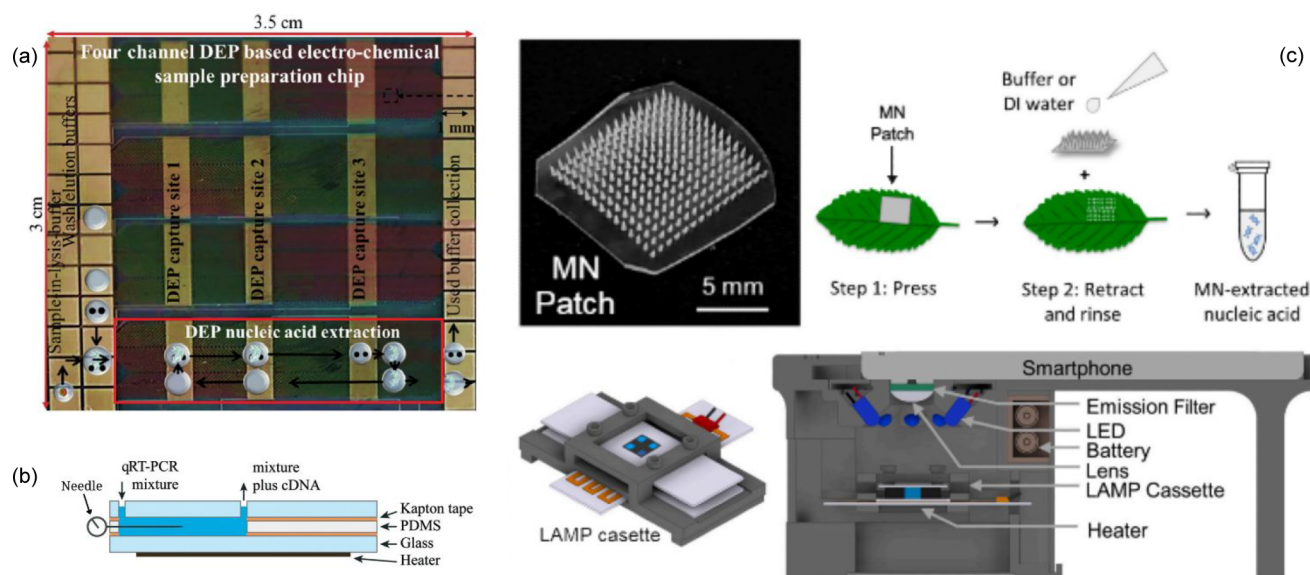 (a)
3.5 cm
3 cm
Four channel DEP based electro-chemical
sample preparation chip
1 mm
Sample-in-lysis-buffer
Wash/elution buffers
DEP capture site 1
DEP capture site 2
DEP capture site 3
Used buffer collection
DEP nucleic acid extraction
(b)
Needle
qRT-PCR
mixture
mixture
plus cDNA
Kapton tape
PDMS
Glass
Heater
(c)
MN
Patch
5 mm
MN
Patch
Buffer or
DI water
+
Step 1: Press
Step 2: Retract
and rinse
MN-extracted
nucleic acid
LAMP casette
Smartphone
Emission Filter
LED
Battery
Lens
LAMP Cassette
Heater